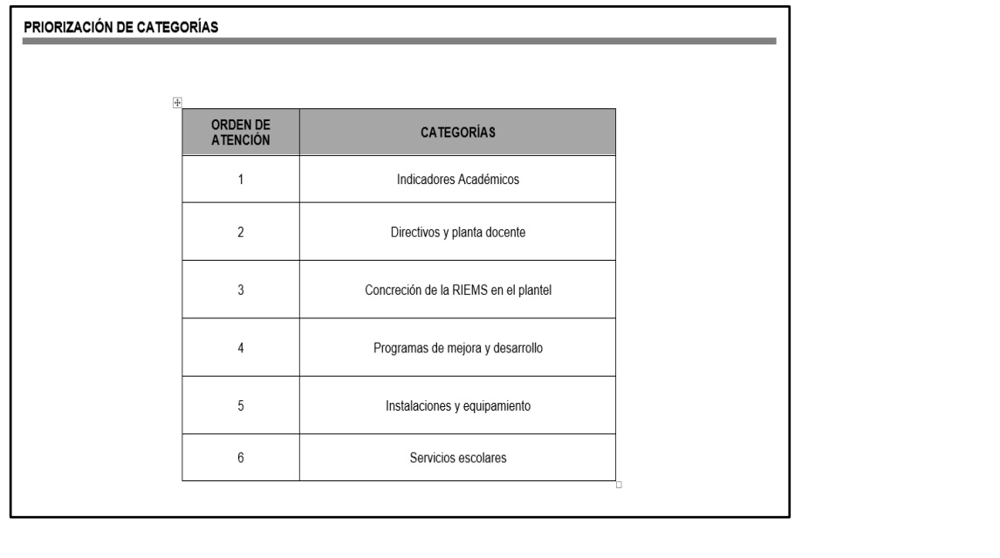 PRIORIZACIÓN DE CATEGORÍAS
ORDEN DE
ATENCIÓN
CATEGORÍAS
1
Indicadores Académicos
2
Directivos y planta docente
3
Concreción de la RIEMS en el plantel
4
Programas de mejora y desarrollo
5
Instalaciones y equipamiento
6
Servicios escolares